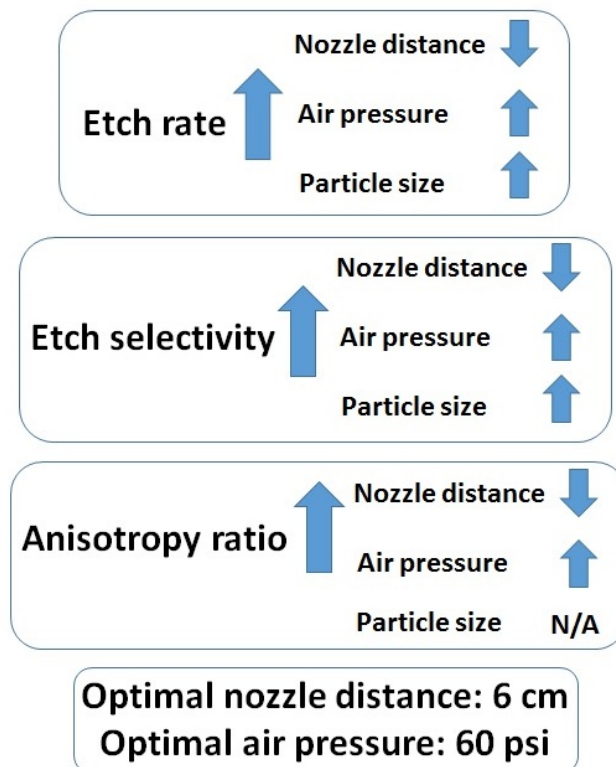 Nozzle distance
Etch rate
Air pressure
Particle size
Nozzle distance
Etch selectivity
Air pressure
Particle size
Nozzle distance
Anisotropy ratio
Air pressure
Particle size N/A
Optimal nozzle distance: 6 cm
Optimal air pressure: 60 psi